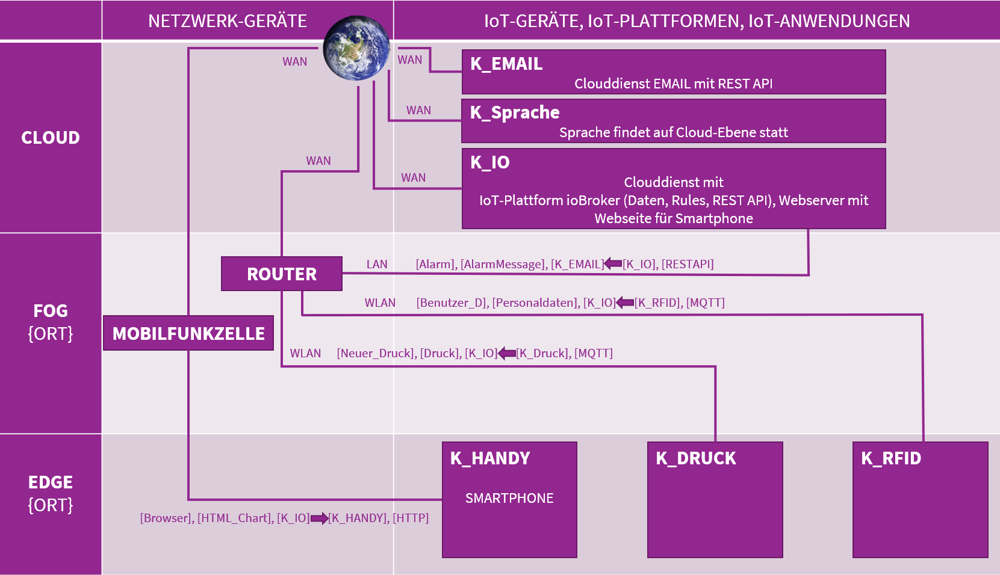 NETZWERK-GERÄTE
IoT-GERÄTE, IoT-PLATTFORMEN, IoT-ANWENDUNGEN
CLOUD
WAN
WAN
K_EMAIL
Clouddienst EMAIL mit REST API
WAN
K_Sprache
Sprache findet auf Cloud-Ebene statt
WAN
WAN
K_IO
Clouddienst mit
IoT-Plattform ioBroker (Daten, Rules, REST API), Webserver mit
Webseite für Smartphone
FOG
{ORT}
ROUTER
LAN
[Alarm], [AlarmMessage], [K_EMAIL] [K_IO], [RESTAPI]
WLAN
[Benutzer_D], [Personaldaten], [K_IO] [K_RFID], [MQTT]
MOBILFUNKZELLE
WLAN
[Neuer_Druck], [Druck], [K_IO] [K_Druck], [MQTT]
EDGE
{ORT}
K_HANDY
SMARTPHONE
K_DRUCK
K_RFID
[Browser], [HTML_Chart], [K_IO] [K_HANDY], [HTTP]